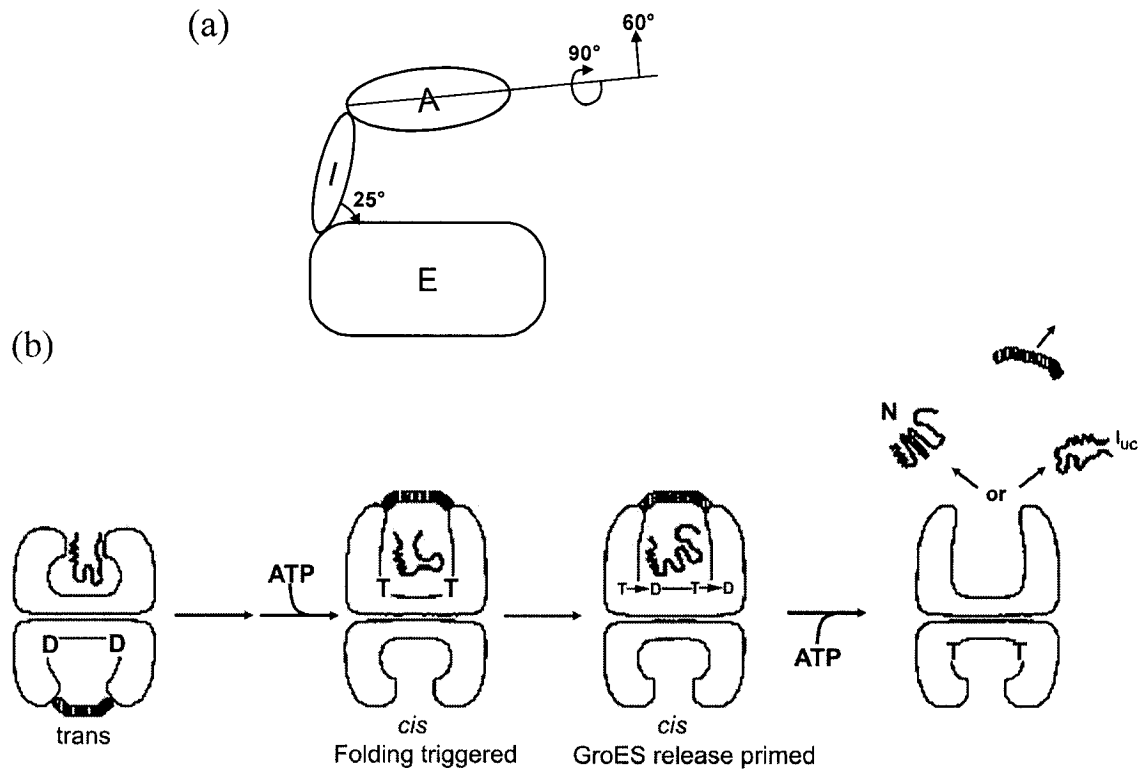 (a)
60°
90°
A
I
25°
E
(b)
N
I_uc
or
ATP
T T
T→D—T→D
D D
ATP
T T
trans
cis
cis
Folding triggered
GroES release primed